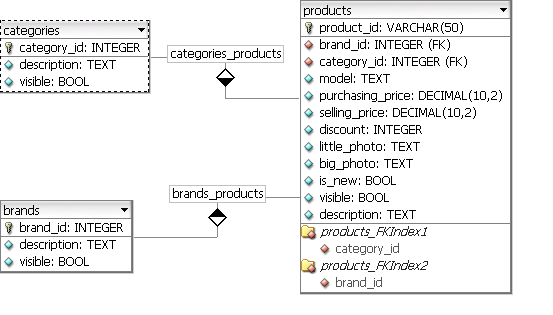 categories
category_id: INTEGER
description: TEXT
visible: BOOL
categories_products
brands_products
brands
brand_id: INTEGER
description: TEXT
visible: BOOL
products
product_id: VARCHAR(50)
brand_id: INTEGER (FK)
category_id: INTEGER (FK)
model: TEXT
purchasing_price: DECIMAL(10,2)
selling_price: DECIMAL(10,2)
discount: INTEGER
little_photo: TEXT
big_photo: TEXT
is_new: BOOL
visible: BOOL
description: TEXT
products_FKIndex1
category_id
products_FKIndex2
brand_id